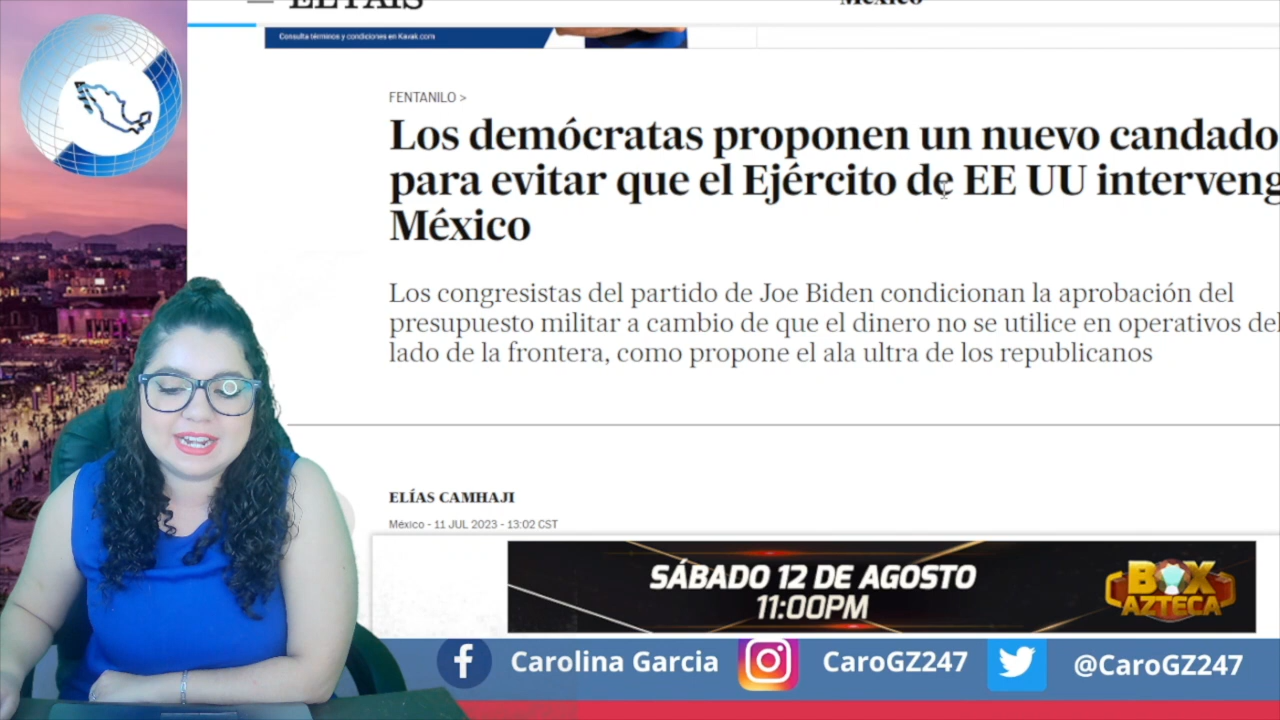 EL PAÍS
México
Consulta términos y condiciones en Kavak.com
FENTANILO >
Los demócratas proponen un nuevo candado
para evitar que el Ejército de EE UU interveng
México
Los congresistas del partido de Joe Biden condicionan la aprobación del
presupuesto militar a cambio de que el dinero no se utilice en operativos del
lado de la frontera, como propone el ala ultra de los republicanos
ELÍAS CAMHAJI
México - 11 JUL 2023 - 13:02 CST
SÁBADO 12 DE AGOSTO
11:00PM
BOX
AZTECA
Carolina Garcia
CaroGZ247
@CaroGZ247